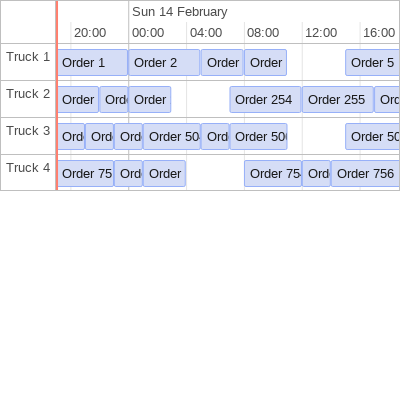 Sun 14 February
20:00 00:00 04:00 08:00 12:00 16:00
Truck 1 Order 1 Order 2 Order Order Order 5
Truck 2 Order Ord Order Order 254 Order 255 Ord
Truck 3 Ord Ord Ord Order 50 Ord Order 50 Order 50
Truck 4 Order 75 Ord Order Order 75 Ord Order 756